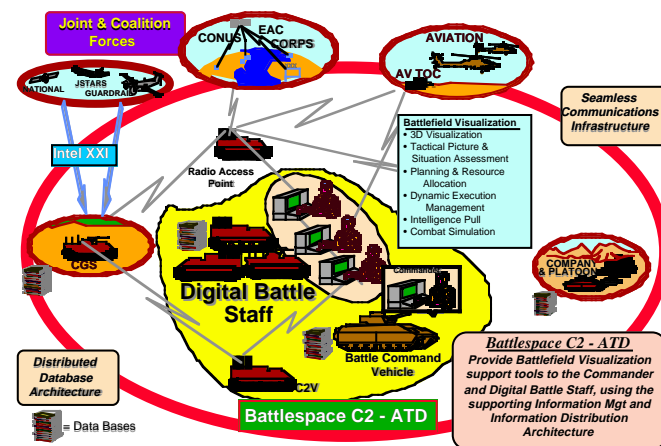 Joint & Coalition
Forces
CONUS
EAC
CORPS
AVIATION
AV TOC
NATIONAL
JSTARS
GUARDRAIL
Seamless
Communications
Infrastructure
Battlefield Visualization
• 3D Visualization
• Tactical Picture &
Situation Assessment
• Planning & Resource
Allocation
• Dynamic Execution
Management
• Intelligence Pull
• Combat Simulation
Intel XXI
Radio Access
Point
CGS
COMPANY
& PLATOON
Commander
Digital Battle
Staff
Battle Command
Vehicle
C2V
Battlespace C2 - ATD
Distributed
Database
Architecture
= Data Bases
Battlespace C2 - ATD
Provide Battlefield Visualization
support tools to the Commander
and Digital Battle Staff, using the
supporting Information Mgt and
Information Distribution
Architecture